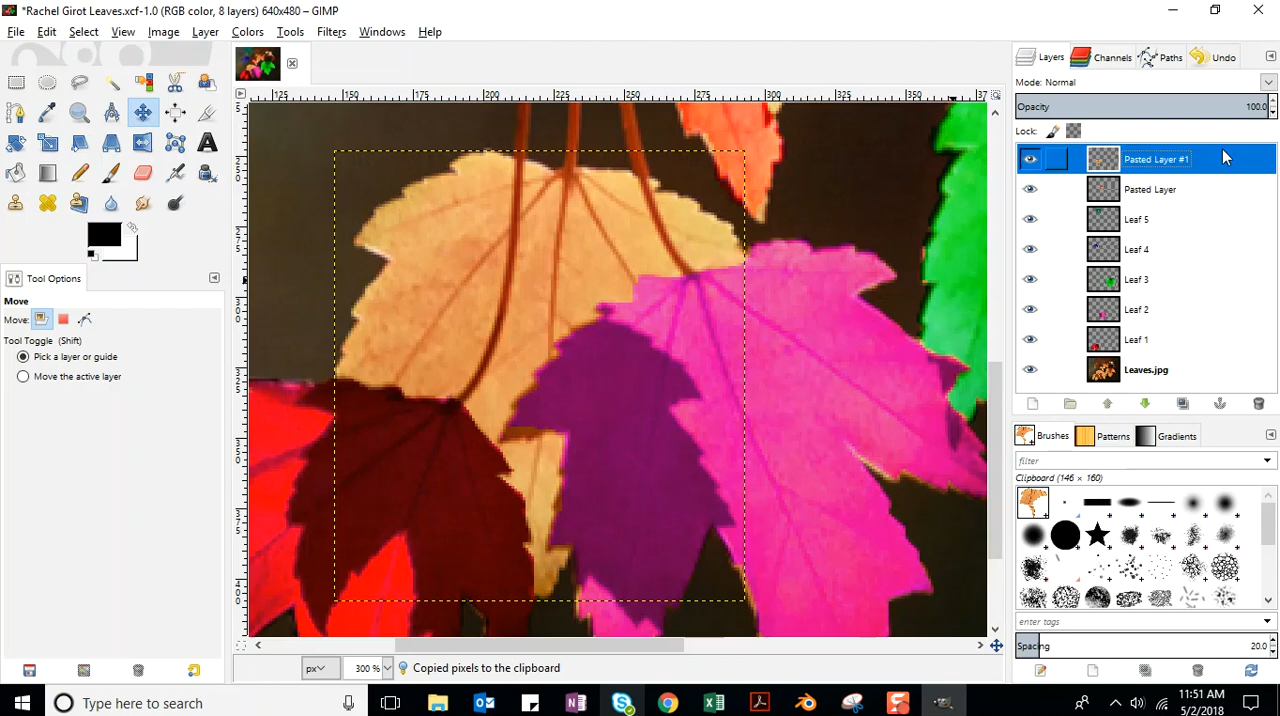 *Rachel Girot Leaves.xcf-1.0 (RGB color, 8 layers) 640x480 – GIMP
File Edit Select View Image Layer Colors Tools Filters Windows Help
Layers Channels Paths Undo
Mode: Normal
125 150 175 200 225 250 275 300 325 350 37
Opacity 100.0
Lock:
Pasted Layer #1
Pasted Layer
Leaf 5
Leaf 4
Leaf 3
Leaf 2
Leaf 1
Leaves.jpg
Tool Options
Move
Move:
Tool Toggle (Shift)
Pick a layer or guide
Move the active layer
Brushes Patterns Gradients
filter
Clipboard (146 × 160)
enter tags
Spacing 20.0
px 300 % Copied pixels to the clipboard
Type here to search
11:51 AM
5/2/2018